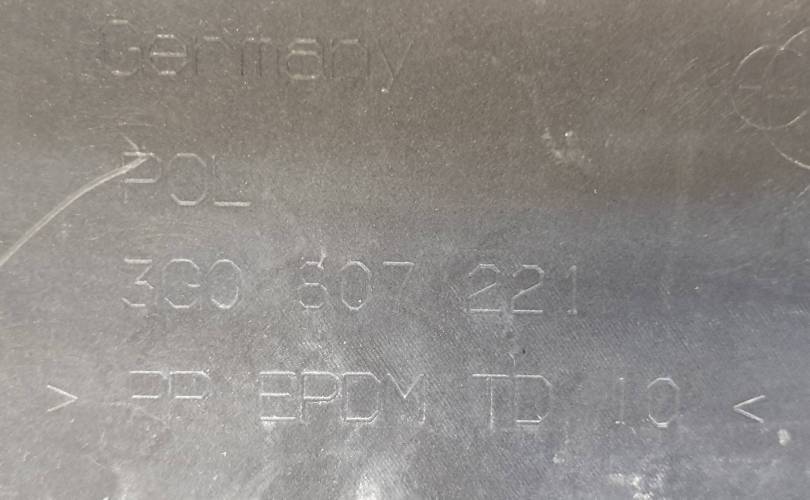 Germany
POL
3G0 807 221
> PP EPDM TD 10 <